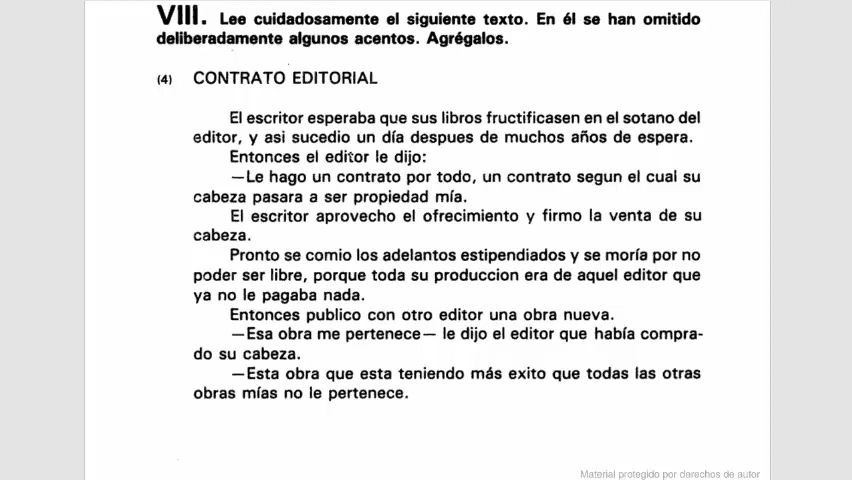 VIII. Lee cuidadosamente el siguiente texto. En él se han omitido
deliberadamente algunos acentos. Agrégalos.
(4) CONTRATO EDITORIAL
El escritor esperaba que sus libros fructificasen en el sotano del
editor, y asi sucedio un día despues de muchos años de espera.
Entonces el editor le dijo:
—Le hago un contrato por todo, un contrato segun el cual su
cabeza pasara a ser propiedad mía.
El escritor aprovecho el ofrecimiento y firmo la venta de su
cabeza.
Pronto se comio los adelantos estipendiados y se moría por no
poder ser libre, porque toda su produccion era de aquel editor que
ya no le pagaba nada.
Entonces publico con otro editor una obra nueva.
—Esa obra me pertenece— le dijo el editor que había compra-
do su cabeza.
—Esta obra que esta teniendo más exito que todas las otras
obras mías no le pertenece.
Material protegido por derechos de autor